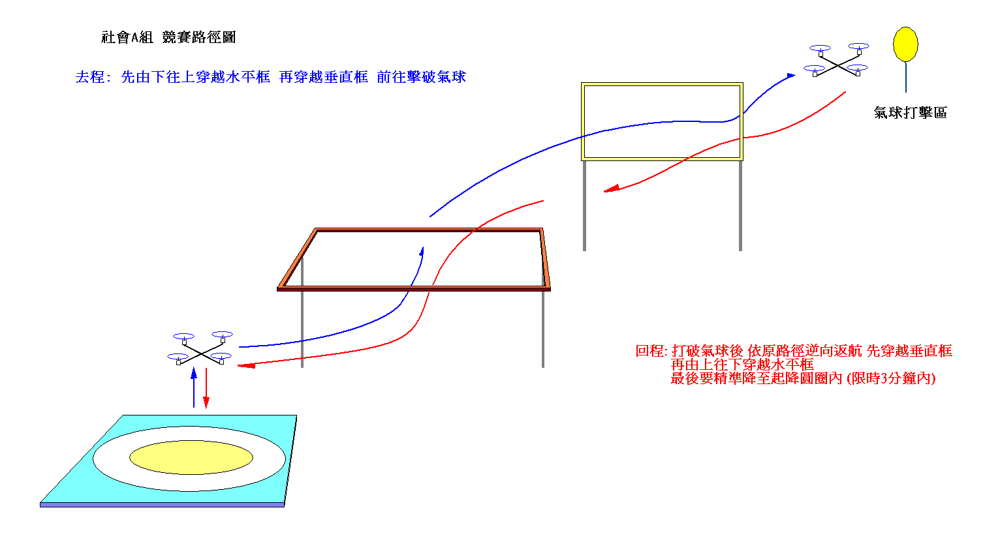 社會A組 競賽路徑圖
去程: 先由下往上穿越水平框 再穿越垂直框 前往擊破氣球
氣球打擊區
回程: 打破氣球後 依原路徑逆向返航 先穿越垂直框
再由上往下穿越水平框
最後要精準降至起降圓圈內 (限時3分鐘內)